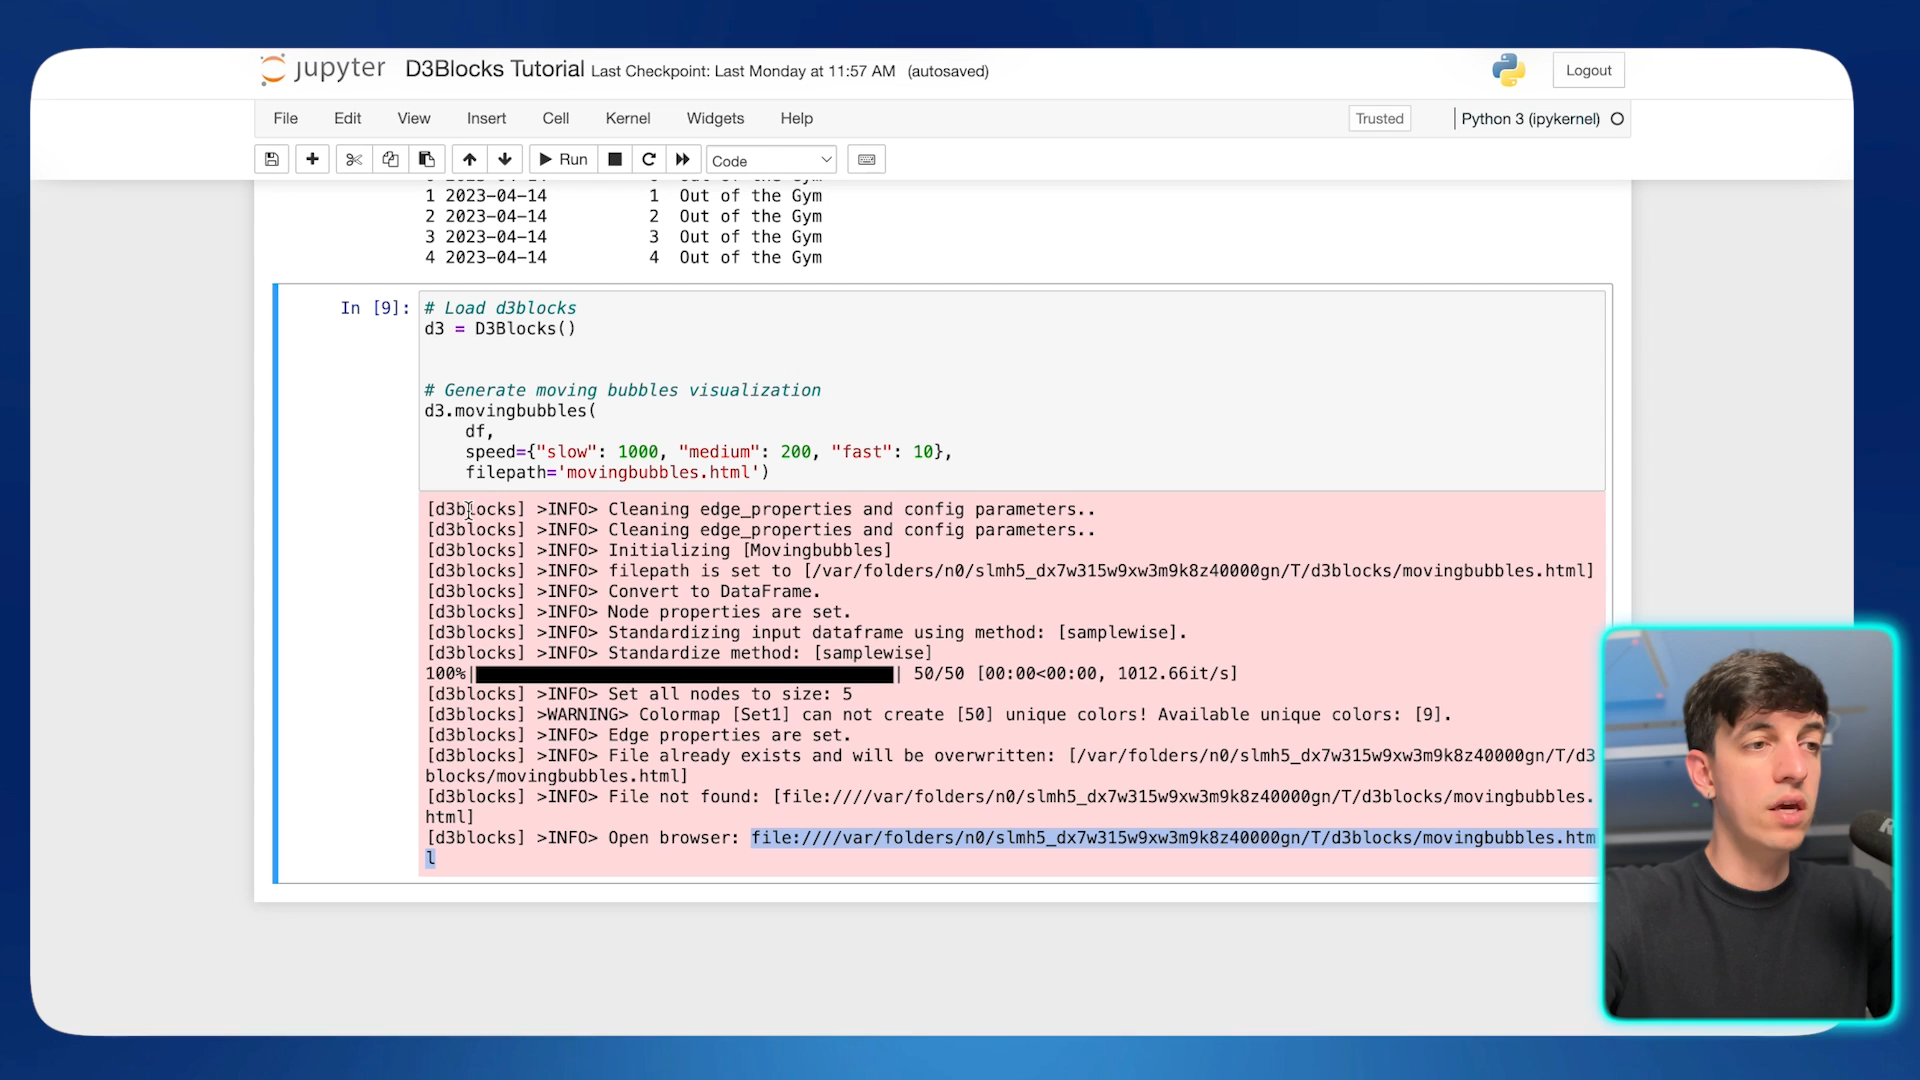 jupyter D3Blocks Tutorial Last Checkpoint: Last Monday at 11:57 AM (autosaved) Logout
File Edit View Insert Cell Kernel Widgets Help Trusted Python 3 (ipykernel)
Run Code
1 2023-04-14 1 Out of the Gym
2 2023-04-14 2 Out of the Gym
3 2023-04-14 3 Out of the Gym
4 2023-04-14 4 Out of the Gym
In [9]: # Load d3blocks
d3 = D3Blocks()
# Generate moving bubbles visualization
d3.movingbubbles(
df,
speed={"slow": 1000, "medium": 200, "fast": 10},
filepath='movingbubbles.html')
[d3blocks] >INFO> Cleaning edge_properties and config parameters..
[d3blocks] >INFO> Cleaning edge_properties and config parameters..
[d3blocks] >INFO> Initializing [Movingbubbles]
[d3blocks] >INFO> filepath is set to [/var/folders/n0/slmh5_dx7w315w9xw3m9k8z40000gn/T/d3blocks/movingbubbles.html]
[d3blocks] >INFO> Convert to DataFrame.
[d3blocks] >INFO> Node properties are set.
[d3blocks] >INFO> Standardizing input dataframe using method: [samplewise].
[d3blocks] >INFO> Standardize method: [samplewise]
100%| | 50/50 [00:00<00:00, 1012.66it/s]
[d3blocks] >INFO> Set all nodes to size: 5
[d3blocks] >WARNING> Colormap [Set1] can not create [50] unique colors! Available unique colors: [9].
[d3blocks] >INFO> Edge properties are set.
[d3blocks] >INFO> File already exists and will be overwritten: [/var/folders/n0/slmh5_dx7w315w9xw3m9k8z40000gn/T/d3
blocks/movingbubbles.html]
[d3blocks] >INFO> File not found: [file:////var/folders/n0/slmh5_dx7w315w9xw3m9k8z40000gn/T/d3blocks/movingbubbles.
html]
[d3blocks] >INFO> Open browser: file:////var/folders/n0/slmh5_dx7w315w9xw3m9k8z40000gn/T/d3blocks/movingbubbles.htm
l